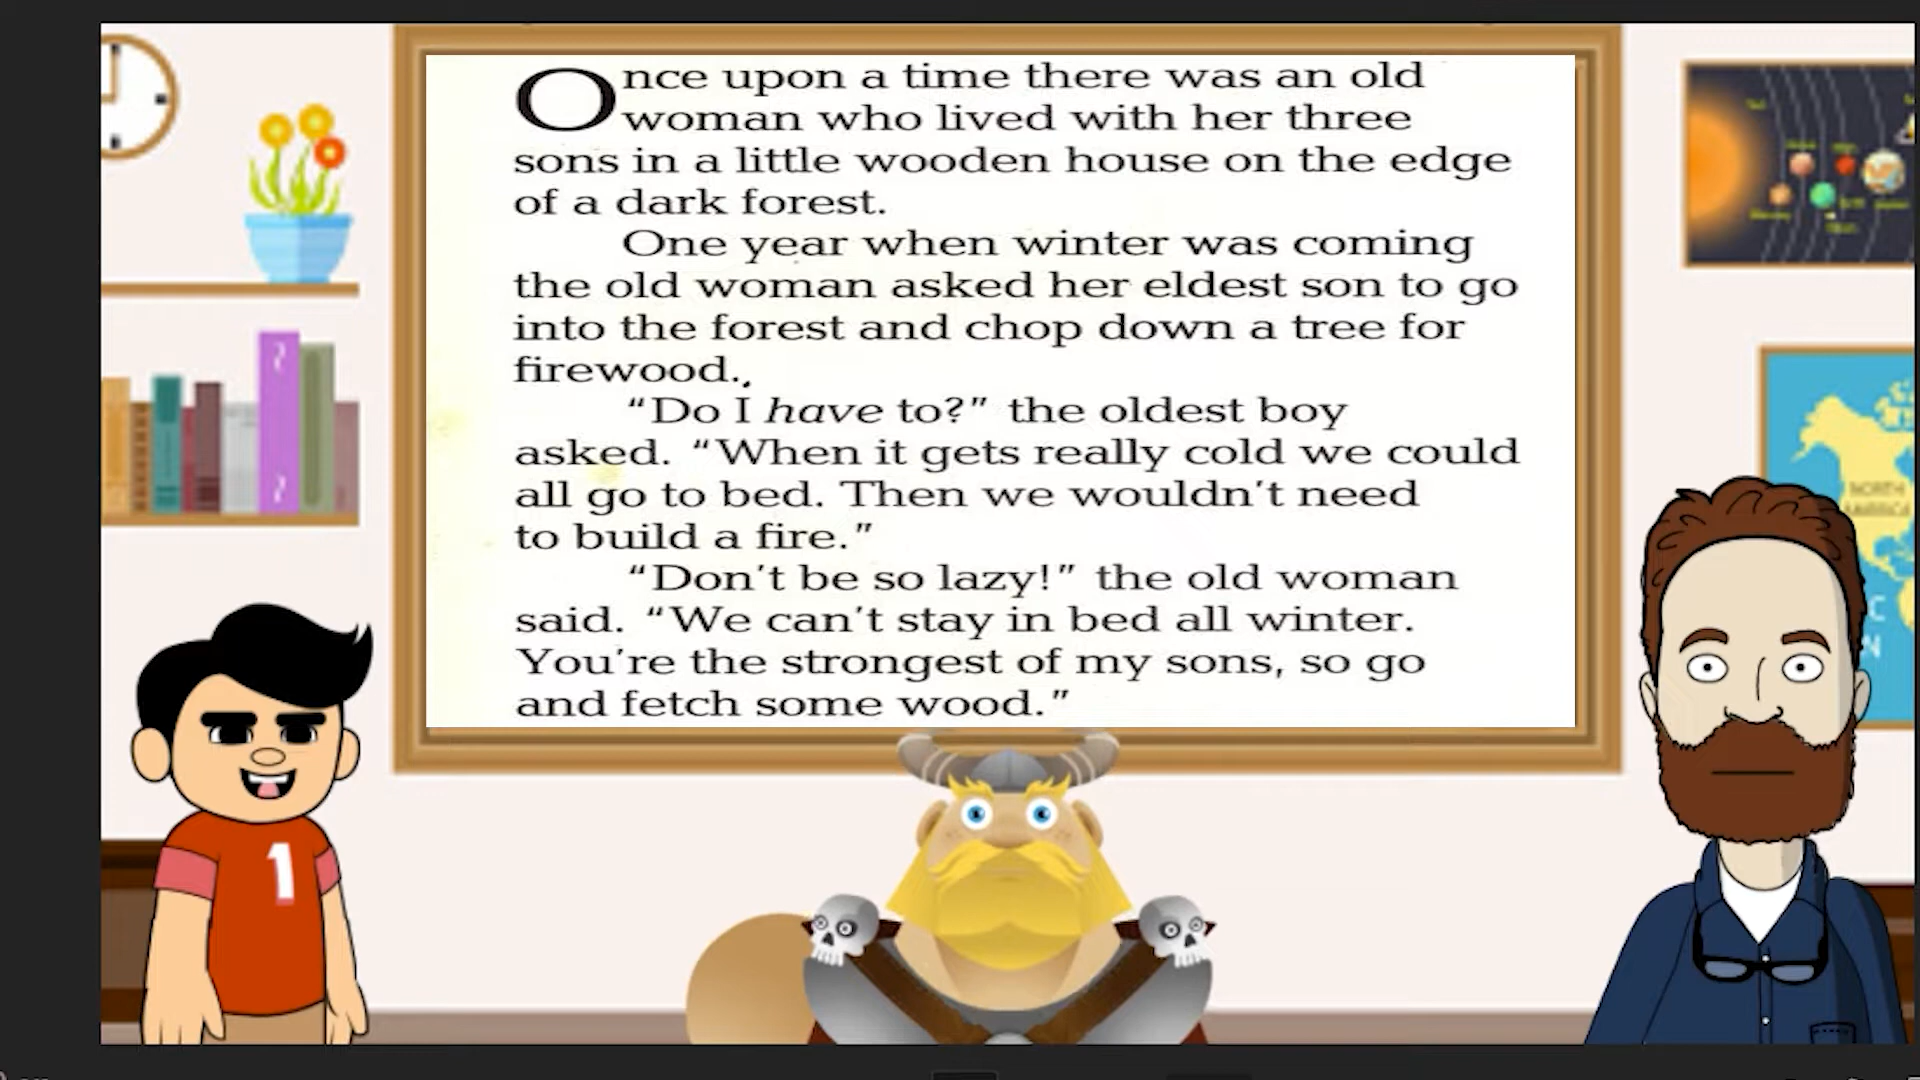 Once upon a time there was an old
woman who lived with her three
sons in a little wooden house on the edge
of a dark forest.
One year when winter was coming
the old woman asked her eldest son to go
into the forest and chop down a tree for
firewood.
“Do I have to?” the oldest boy
asked. “When it gets really cold we could
all go to bed. Then we wouldn't need
to build a fire.”
“Don't be so lazy!” the old woman
said. “We can't stay in bed all winter.
You're the strongest of my sons, so go
and fetch some wood.”
NORTH
AMERICA
C
N
1